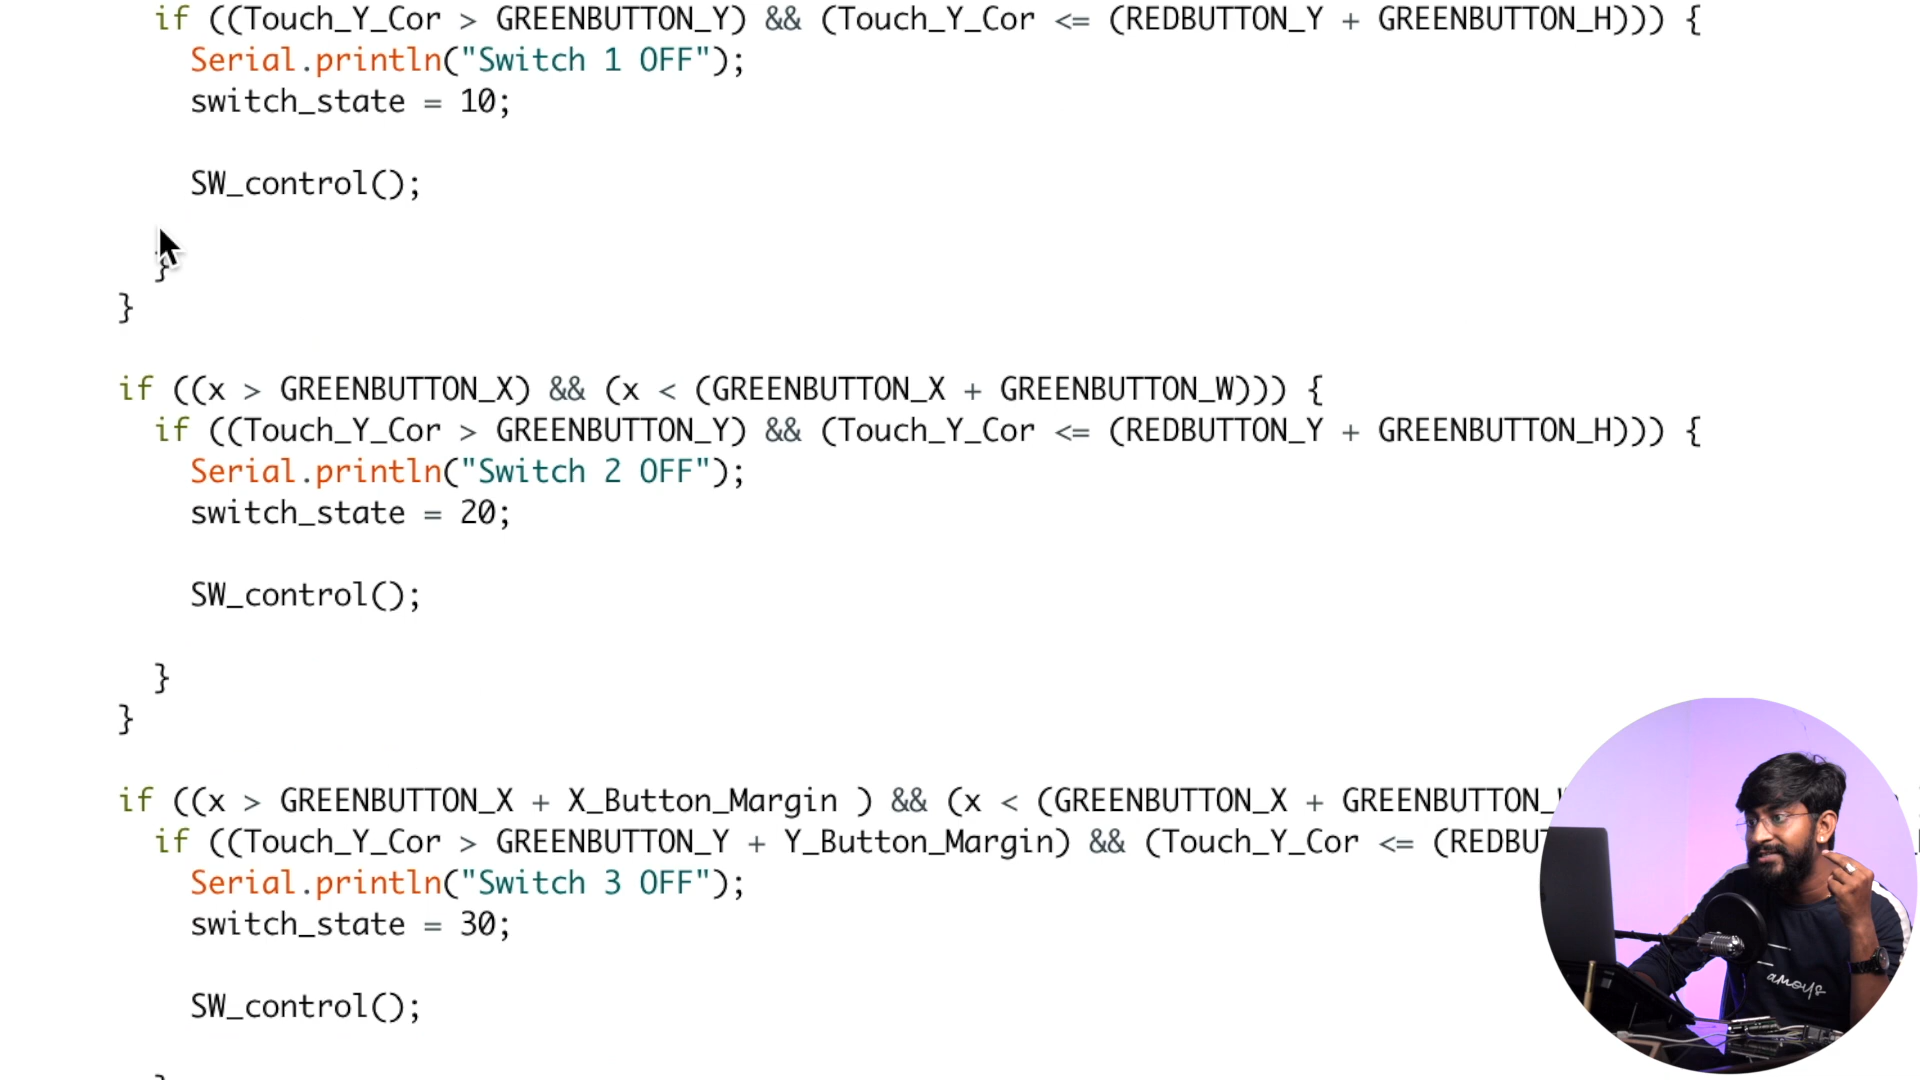 if ((Touch_Y_Cor > GREENBUTTON_Y) && (Touch_Y_Cor <= (REDBUTTON_Y + GREENBUTTON_H))) {
Serial.println("Switch 1 OFF");
switch_state = 10;
SW_control();
}
}
if ((x > GREENBUTTON_X) && (x < (GREENBUTTON_X + GREENBUTTON_W))) {
if ((Touch_Y_Cor > GREENBUTTON_Y) && (Touch_Y_Cor <= (REDBUTTON_Y + GREENBUTTON_H))) {
Serial.println("Switch 2 OFF");
switch_state = 20;
SW_control();
}
}
if ((x > GREENBUTTON_X + X_Button_Margin ) && (x < (GREENBUTTON_X + GREENBUTTON_
if ((Touch_Y_Cor > GREENBUTTON_Y + Y_Button_Margin) && (Touch_Y_Cor <= (REDBU
Serial.println("Switch 3 OFF");
switch_state = 30;
SW_control();